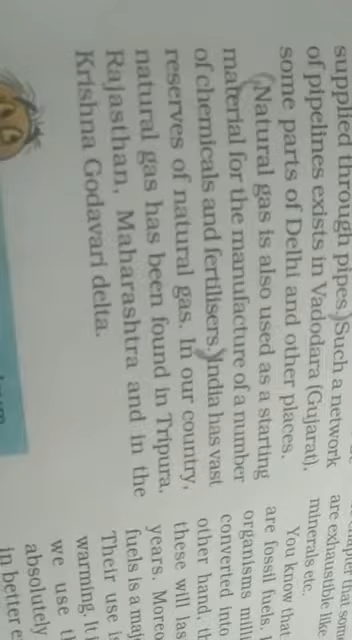 supplied through pipes. Such a network
of pipelines exists in Vadodara (Gujarat),
some parts of Delhi and other places.
Natural gas is also used as a starting
material for the manufacture of a number
of chemicals and fertilisers. India has vast
reserves of natural gas. In our country,
natural gas has been found in Tripura,
Rajasthan, Maharashtra and in the
Krishna Godavari delta.
chapter that som
are exhaustible like
minerals etc.
You know tha
are fossil fuels.
organisms milli
converted into
other hand,
these will las
years. Moreo
fuels is a maj
Their use is
warming. It i
we use th
absolutely
in better e